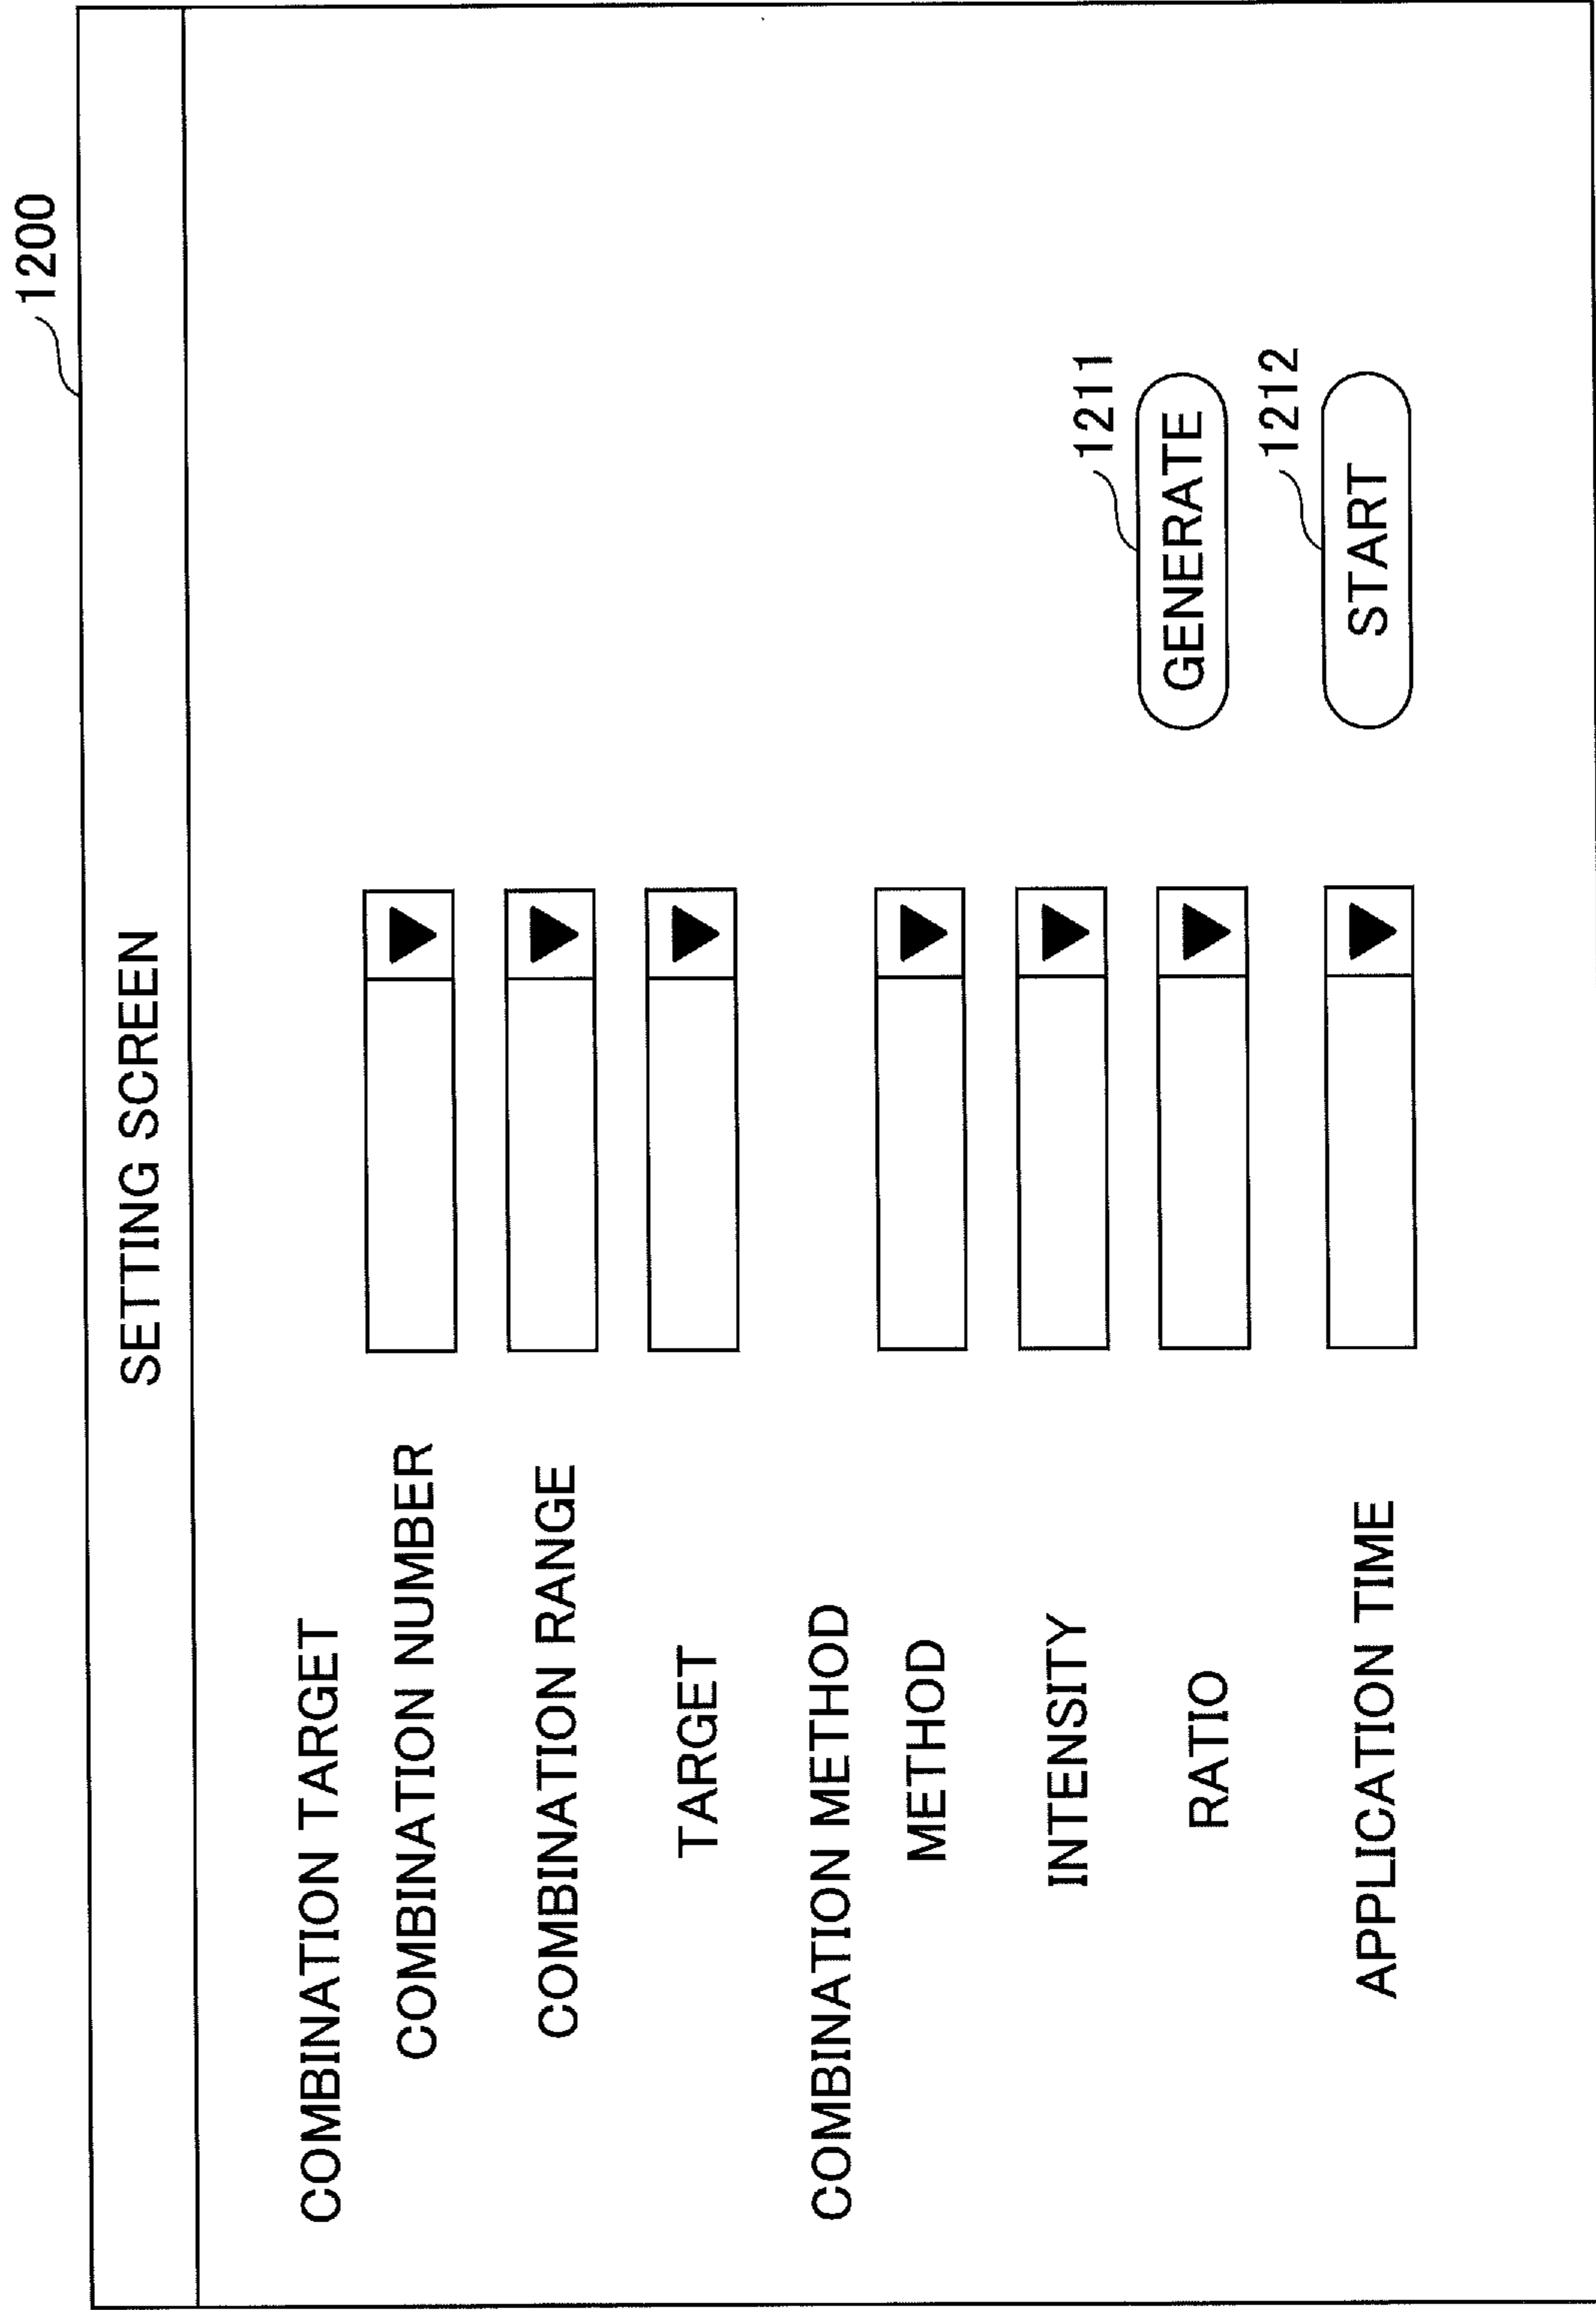 1200
SETTING SCREEN
COMBINATION TARGET
COMBINATION NUMBER
COMBINATION RANGE
TARGET
COMBINATION METHOD
METHOD
INTENSITY
1211
RATIO
GENERATE
1212
APPLICATION TIME
START